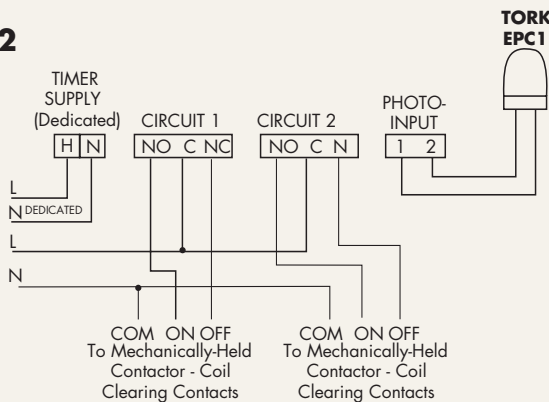 2
TORK
EPC1
TIMER
SUPPLY
(Dedicated)
H N
CIRCUIT 1
NO C NC
CIRCUIT 2
NO C N
PHOTO-
INPUT
1 2
L
N DEDICATED
L
N
COM ON OFF
To Mechanically-Held
Contactor - Coil
Clearing Contacts
COM ON OFF
To Mechanically-Held
Contactor - Coil
Clearing Contacts